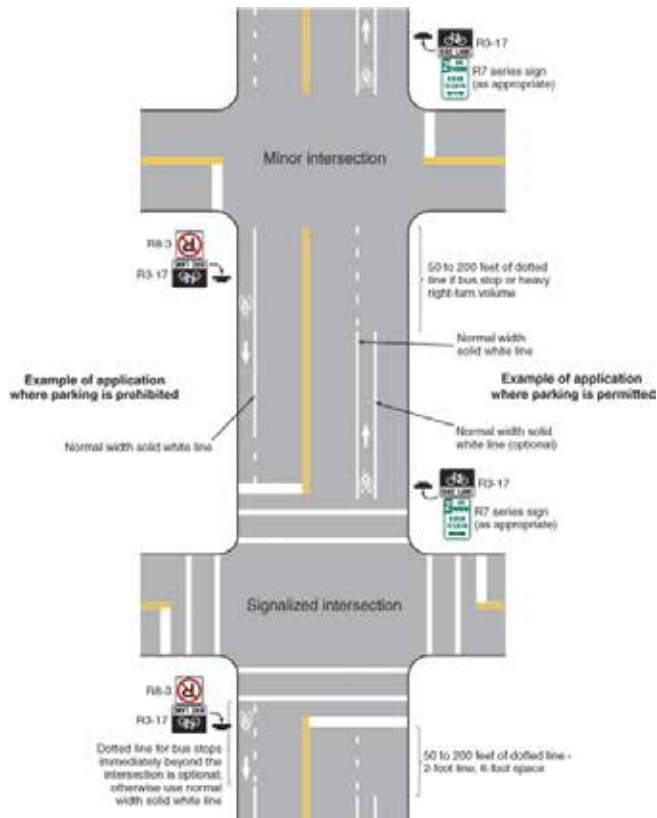 R3-17
R7 series sign
(as appropriate)
Minor intersection
R8-3
R3-17
50 to 200 feet of dotted
line if bus stop or heavy
right-turn volume
Normal width
solid white line
Example of application
where parking is prohibited
Example of application
where parking is permitted
Normal width solid white line
Normal width solid
white line (optional)
R3-17
BIKE LANE
R7 series sign
(as appropriate)
Signalized intersection
R8-3
R3-17
Dotted line for bus stops
immediately beyond the
intersection is optional;
otherwise use normal
width solid white line
50 to 200 feet of dotted line -
2-foot line, 6-foot space